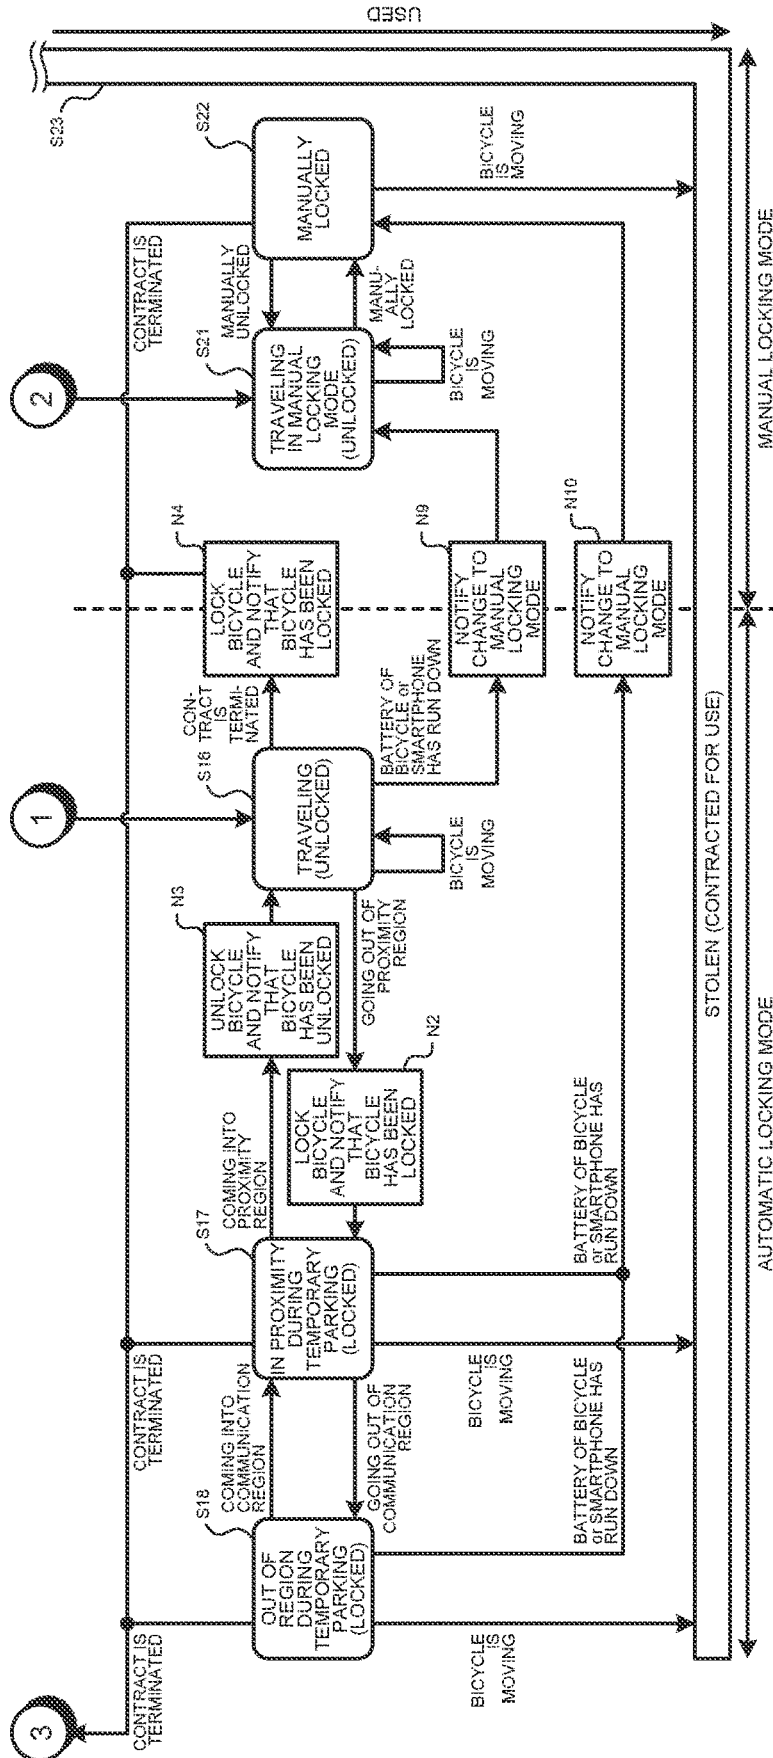 3
1
2
CONTRACT IS
TERMINATED
CONTRACT IS
TERMINATED
CONTRACT IS
TERMINATED
S18
OUT OF
REGION
DURING
TEMPORARY
PARKING
(LOCKED)
COMING INTO
COMMUNICATION
REGION
GOING OUT OF
COMMUNICATION
REGION
S17
IN PROXIMITY
DURING
TEMPORARY
PARKING
(LOCKED)
COMING INTO
PROXIMITY
REGION
N3
UNLOCK
BICYCLE
AND NOTIFY
THAT
BICYCLE
HAS BEEN
UNLOCKED
N2
LOCK
BICYCLE
AND NOTIFY
THAT
BICYCLE
HAS BEEN
LOCKED
GOING OUT OF
PROXIMITY
REGION
S16
TRAVELING
(UNLOCKED)
BICYCLE
IS
MOVING
CON-
TRACT
IS
TERMI-
NATED
N4
LOCK
BICYCLE
AND NOTIFY
THAT
BICYCLE
HAS BEEN
LOCKED
BATTERY OF
BICYCLE or
SMARTPHONE
HAS RUN DOWN
N9
NOTIFY
CHANGE TO
MANUAL
LOCKING
MODE
N10
NOTIFY
CHANGE TO
MANUAL
LOCKING
MODE
S21
TRAVELING
IN MANUAL
LOCKING
MODE
(UNLOCKED)
BICYCLE
IS
MOVING
MANUALLY
UNLOCKED
MANU-
ALLY
LOCKED
S22
MANUALLY
LOCKED
BICYCLE
IS
MOVING
S23
BICYCLE
IS
MOVING
BATTERY OF BICYCLE
or SMARTPHONE HAS
RUN DOWN
BICYCLE
IS
MOVING
BATTERY OF BICYCLE
or SMARTPHONE HAS
RUN DOWN
STOLEN (CONTRACTED FOR USE)
AUTOMATIC LOCKING MODE
MANUAL LOCKING MODE
USED